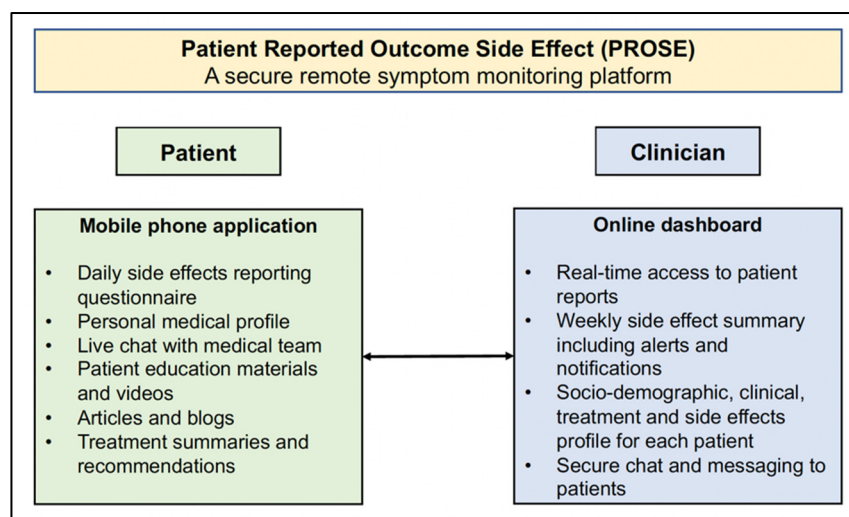 Patient Reported Outcome Side Effect (PROSE)
A secure remote symptom monitoring platform
Patient
Clinician
Mobile phone application
• Daily side effects reporting
questionnaire
• Personal medical profile
• Live chat with medical team
• Patient education materials
and videos
• Articles and blogs
• Treatment summaries and
recommendations
Online dashboard
• Real-time access to patient
reports
• Weekly side effect summary
including alerts and
notifications
• Socio-demographic, clinical,
treatment and side effects
profile for each patient
• Secure chat and messaging to
patients